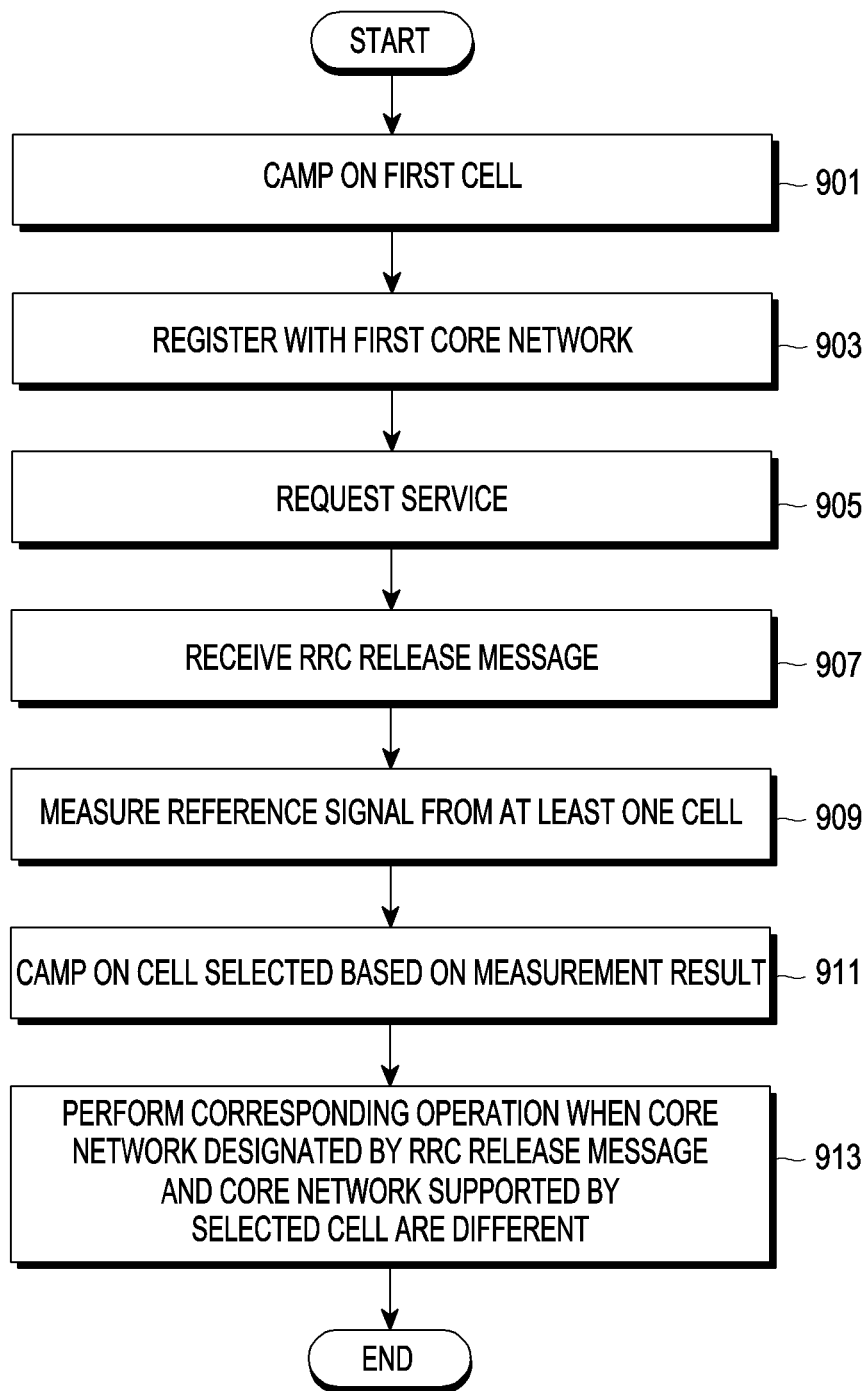 START
CAMP ON FIRST CELL
901
REGISTER WITH FIRST CORE NETWORK
903
REQUEST SERVICE
905
RECEIVE RRC RELEASE MESSAGE
907
MEASURE REFERENCE SIGNAL FROM AT LEAST ONE CELL
909
CAMP ON CELL SELECTED BASED ON MEASUREMENT RESULT
911
PERFORM CORRESPONDING OPERATION WHEN CORE
NETWORK DESIGNATED BY RRC RELEASE MESSAGE
AND CORE NETWORK SUPPORTED BY
SELECTED CELL ARE DIFFERENT
913
END